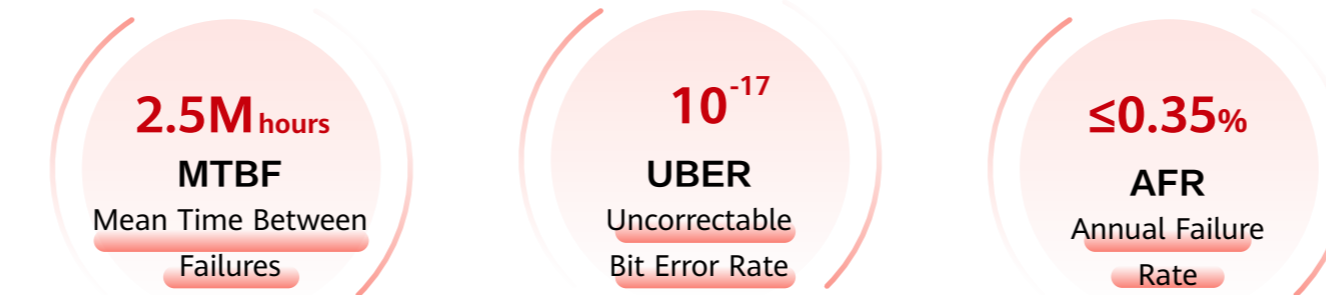 2.5M hours
MTBF
Mean Time Between
Failures
10-17
UBER
Uncorrectable
Bit Error Rate
≤0.35%
AFR
Annual Failure
Rate